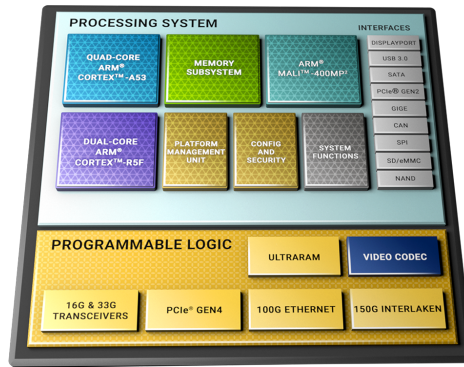 PROCESSING SYSTEM
INTERFACES
QUAD-CORE
ARM®
CORTEX™-A53
MEMORY
SUBSYSTEM
ARM®
MALI™-400MP²
DISPLAYPORT
USB 3.0
SATA
PCIe® GEN2
GIGE
CAN
SPI
SD/eMMC
NAND
DUAL-CORE
ARM®
CORTEX™-R5F
PLATFORM
MANAGEMENT
UNIT
CONFIG
AND
SECURITY
SYSTEM
FUNCTIONS
PROGRAMMABLE LOGIC
ULTRARAM
VIDEO CODEC
16G & 33G
TRANSCEIVERS
PCIe® GEN4
100G ETHERNET
150G INTERLAKEN